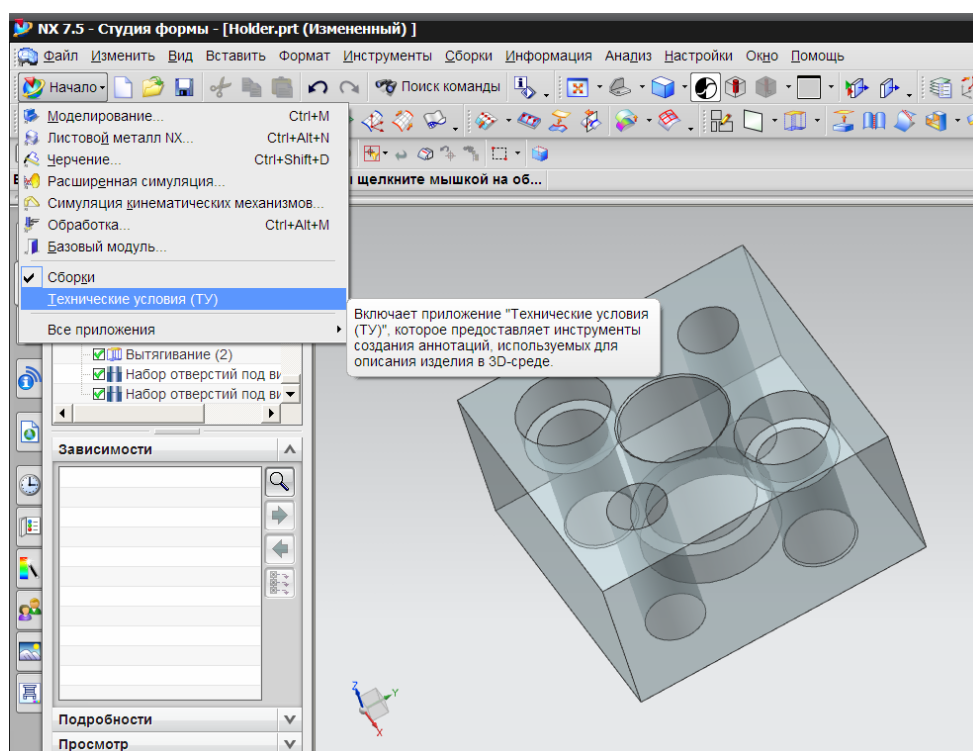 NX 7.5 - Студия формы - [Holder.prt (Измененный) ]
Файл Изменить Вид Вставить Формат Инструменты Сборки Информация Анализ Настройки Окно Помощь
Начало Поиск команды
Моделирование... Ctrl+M
Листовой металл NX... Ctrl+Alt+N
Черчение... Ctrl+Shift+D
щелкните мышкой на об...
Расширенная симуляция...
Симуляция кинематических механизмов...
Обработка... Ctrl+Alt+M
Базовый модуль...
Сборки
Технические условия (ТУ)
Все приложения
Включает приложение "Технические условия
(ТУ)", которое предоставляет инструменты
создания аннотаций, используемых для
описания изделия в 3D-среде.
Вытягивание (2)
Набор отверстий под ви
Набор отверстий под ви
Зависимости
Z
Y
X
Подробности
Просмотр